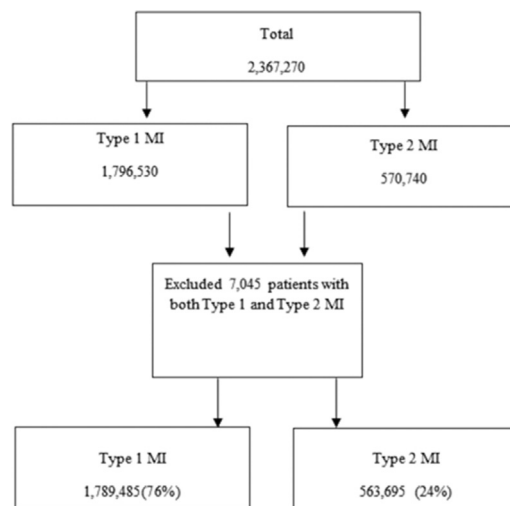 Total
2,367,270
Type 1 MI
1,796,530
Type 2 MI
570,740
Excluded 7,045 patients with
both Type 1 and Type 2 MI
Type 1 MI
1,789,485(76%)
Type 2 MI
563,695 (24%)